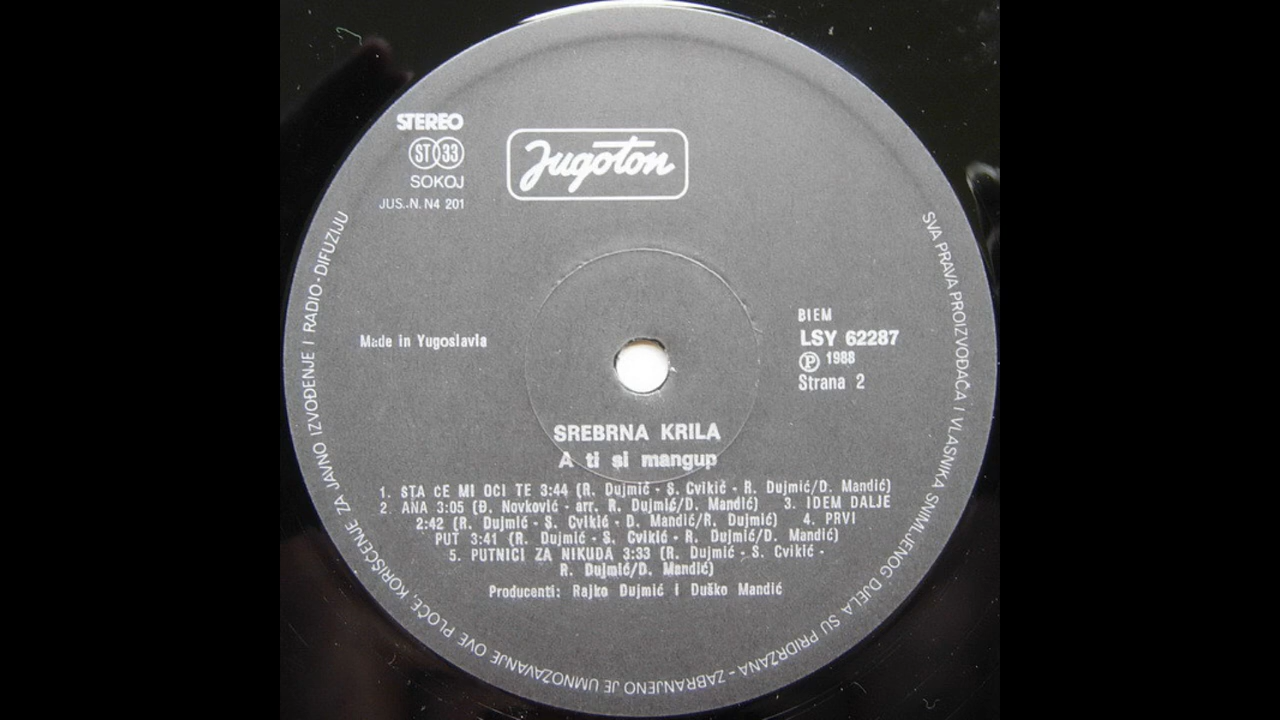 STEREO
ST 33
SOKOJ
JUS..N. N4 201
Jugoton
Made in Yugoslavia
BIEM
LSY 62287
Ⓟ 1988
Strana 2
SREBRNA KRILA
A ti si mangup
1. STA CE MI OCI TE 3:44 (R. Dujmić - S. Cvikić - R. Dujmić/D. Mandić)
2. ANA 3:05 (Đ. Novković - arr. R. Dujmić/D. Mandić) 3. IDEM DALJE
2:42 (R. Dujmić - S. Cvikić - D. Mandić/R. Dujmić) 4. PRVI
PUT 3:41 (R. Dujmić - S. Cvikić - R. Dujmić/D. Mandić)
5. PUTNICI ZA NIKUDA 3:33 (R. Dujmić - S. Cvikić -
R. Dujmić/D. Mandić)
Producenti: Rajko Dujmić i Duško Mandić
SVA PRAVA PROIZVOĐAČA I VLASNIKA SNIMLJENOG DJELA SU PRIDRŽANA - ZABRANJENO JE UMNOŽAVANJE OVE PLOČE, KORIŠĆENJE ZA JAVNO IZVOĐENJE I RADIO - DIFUZIJU